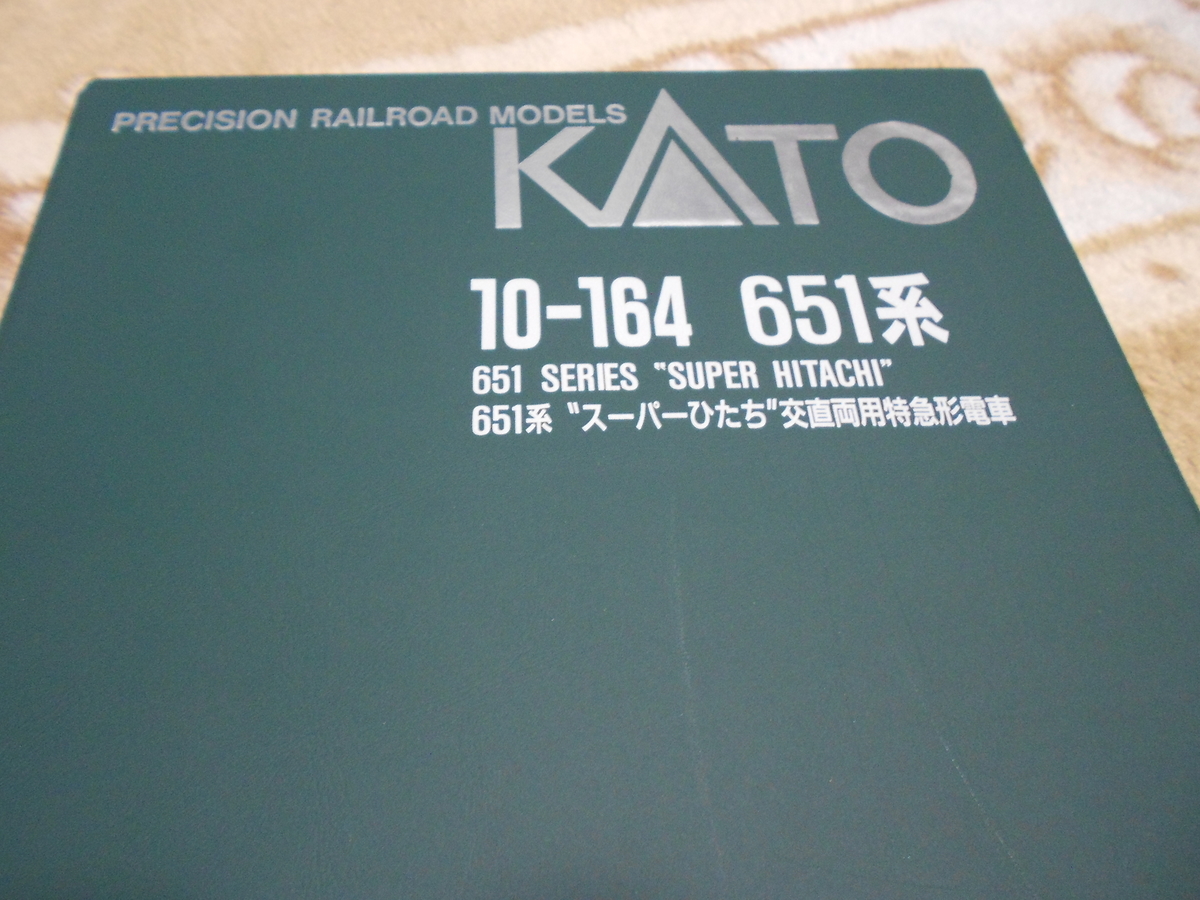 PRECISION RAILROAD MODELS
KATO
10-164 651系
651 SERIES "SUPER HITACHI"
651系 "スーパーひたち"交直両用特急形電車